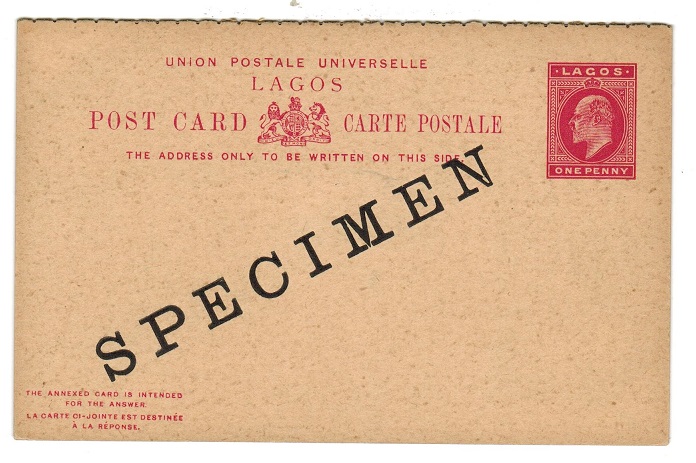 UNION POSTALE UNIVERSELLE
LAGOS
POST CARD CARTE POSTALE
THE ADDRESS ONLY TO BE WRITTEN ON THIS SIDE.
·LAGOS·
ONE PENNY
SPECIMEN
THE ANNEXED CARD IS INTENDED
FOR THE ANSWER.
LA CARTE CI-JOINTE EST DESTINÉE
À LA RÉPONSE.